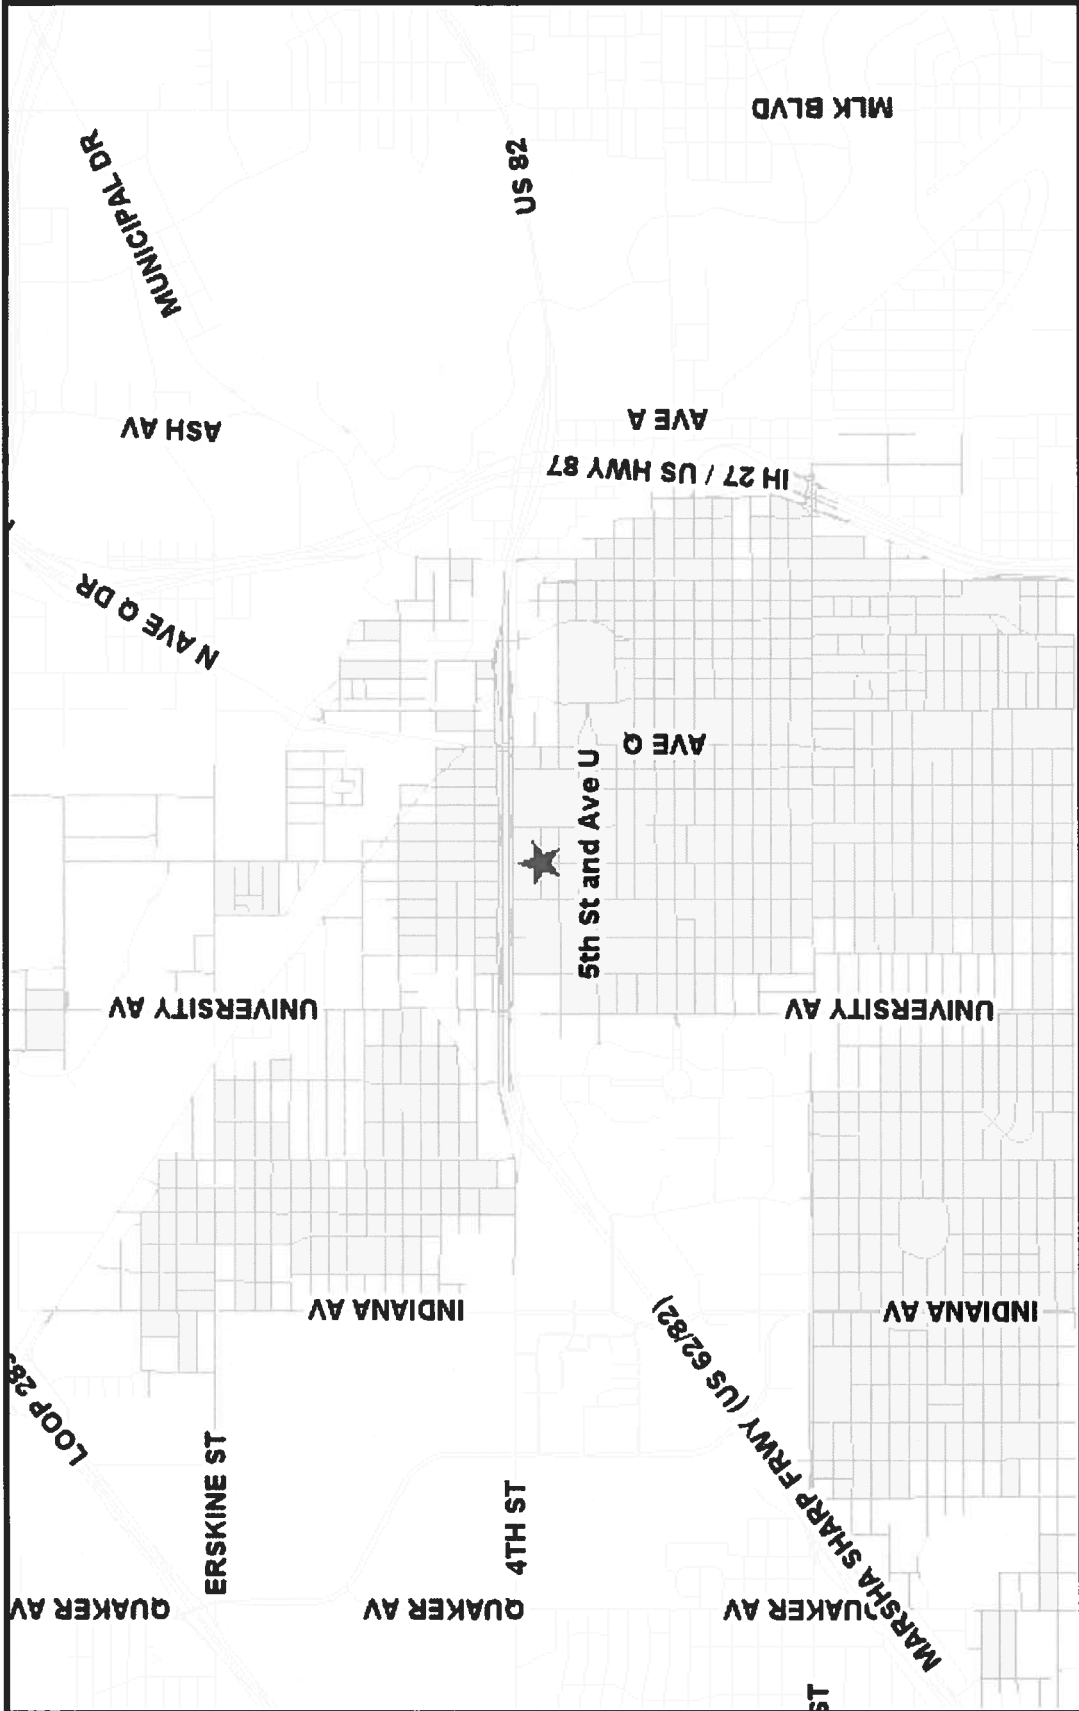 MLK BLVD
MUNICIPAL DR
US 82
ASH AV
AVE A
IH 27 / US HWY 87
N AVE Q DR
AVE Q
5th St and Ave U
UNIVERSITY AV
UNIVERSITY AV
INDIANA AV
INDIANA AV
MARSHA SHARP FRWY (US 62/82)
LOOP 289
ERSKINE ST
4TH ST
QUAKER AV
QUAKER AV
QUAKER AV
ST